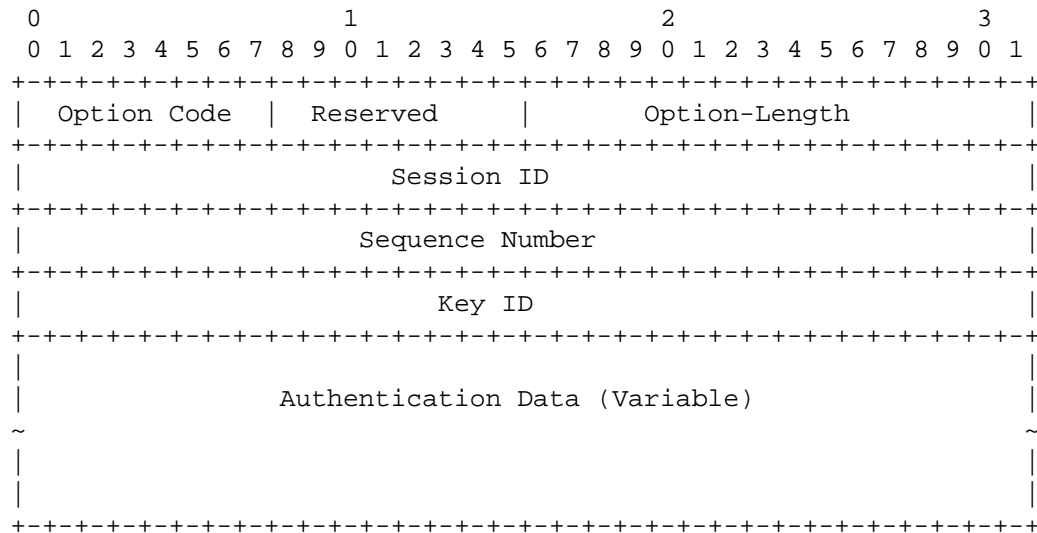 0                   1                   2                   3
 0 1 2 3 4 5 6 7 8 9 0 1 2 3 4 5 6 7 8 9 0 1 2 3 4 5 6 7 8 9 0 1
+-+-+-+-+-+-+-+-+-+-+-+-+-+-+-+-+-+-+-+-+-+-+-+-+-+-+-+-+-+-+-+-+
|  Option Code  |  Reserved     |       Option-Length           |
+-+-+-+-+-+-+-+-+-+-+-+-+-+-+-+-+-+-+-+-+-+-+-+-+-+-+-+-+-+-+-+-+
|                       Session ID                              |
+-+-+-+-+-+-+-+-+-+-+-+-+-+-+-+-+-+-+-+-+-+-+-+-+-+-+-+-+-+-+-+-+
|                     Sequence Number                           |
+-+-+-+-+-+-+-+-+-+-+-+-+-+-+-+-+-+-+-+-+-+-+-+-+-+-+-+-+-+-+-+-+
|                          Key ID                               |
+-+-+-+-+-+-+-+-+-+-+-+-+-+-+-+-+-+-+-+-+-+-+-+-+-+-+-+-+-+-+-+-+
|                                                               |
|                Authentication Data (Variable)                 |
~                                                               ~
|                                                               |
|                                                               |
+-+-+-+-+-+-+-+-+-+-+-+-+-+-+-+-+-+-+-+-+-+-+-+-+-+-+-+-+-+-+-+-+